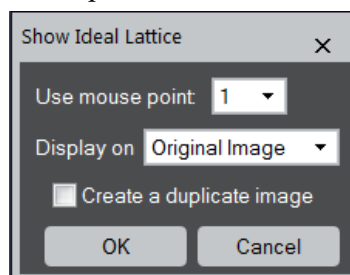 Show Ideal Lattice
Use mouse point: 1
Display on Original Image
Create a duplicate image
OK Cancel